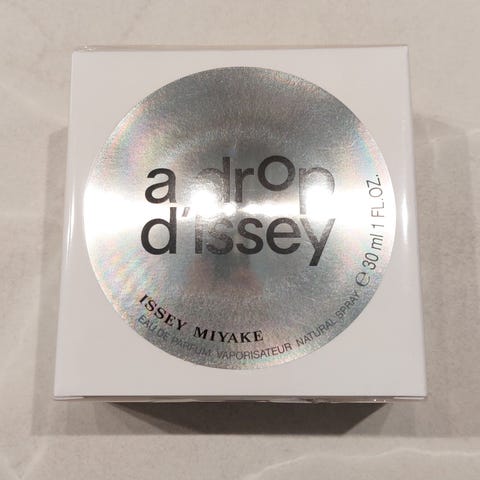 a drop
d'issey
ISSEY MIYAKE
EAU DE PARFUM VAPORISATEUR NATURAL SPRAY ℮ 30 ml 1 FL.OZ.